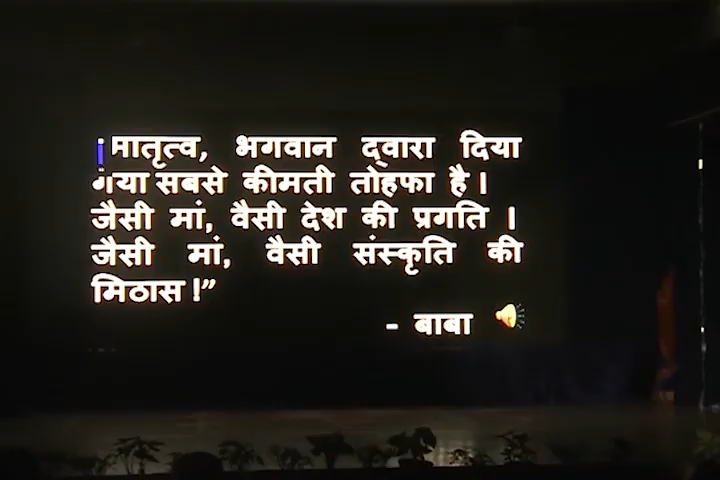 मातृत्व, भगवान द्वारा दिया
गया सबसे कीमती तोहफा है।
जैसी मां, वैसी देश की प्रगति ।
जैसी मां, वैसी संस्कृति की
मिठास !”
- बाबा